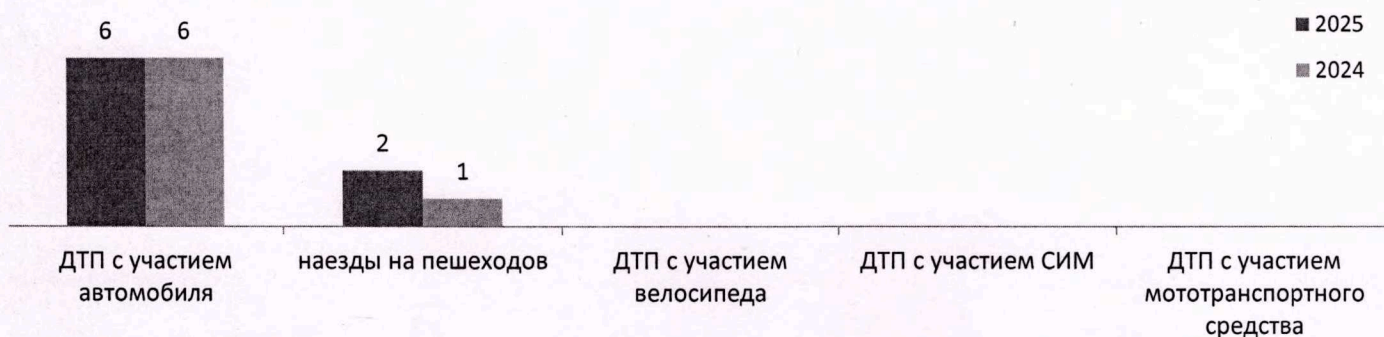 2025
2024
6 6
2
1
ДТП с участием автомобиля
наезды на пешеходов
ДТП с участием велосипеда
ДТП с участием СИМ
ДТП с участием мототранспортного средства